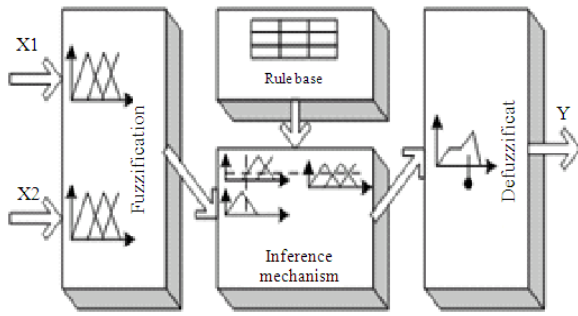 X1
X2
Fuzzification
Rule base
Inference
mechanism
Defuzzificat
Y